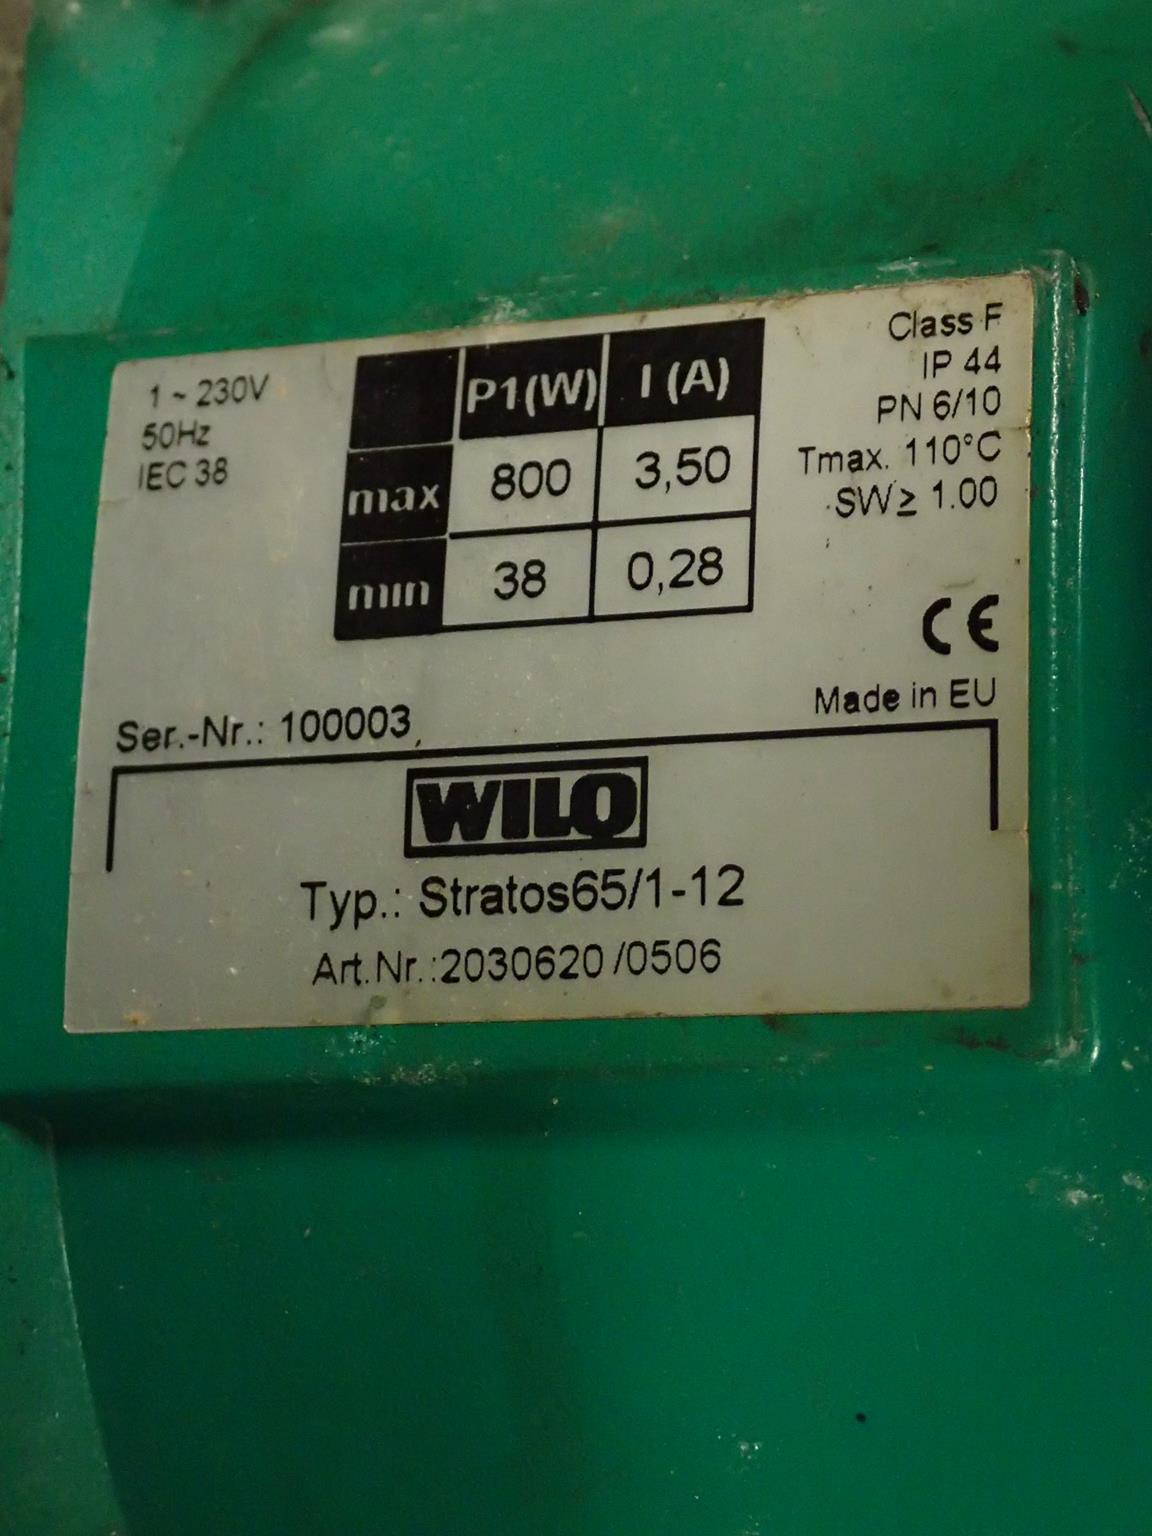 1 ~ 230V
50Hz
IEC 38
P1(W) I (A)
max 800 3,50
min 38 0,28
Class F
IP 44
PN 6/10
Tmax. 110°C
SW ≥ 1.00
CE
Made in EU
Ser.-Nr.: 100003
WILO
Typ.: Stratos65/1-12
Art.Nr.:2030620/0506